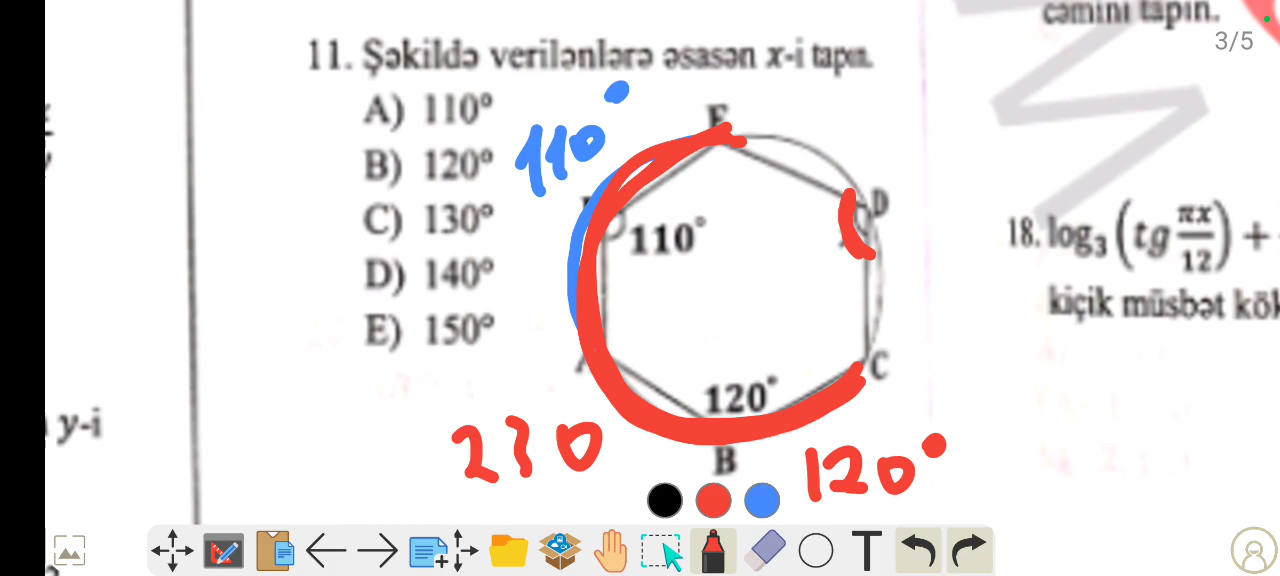 cəmini tapın.
3/5
11. Şəkildə verilənlərə əsasən x-i tapın.
A) 110°
B) 120°
C) 130°
D) 140°
E) 150°
110°
E
D
110°
A
C
120°
B
230
120°
y-i
18. log₃ (tg πx/12) +
kiçik müsbət kök
T